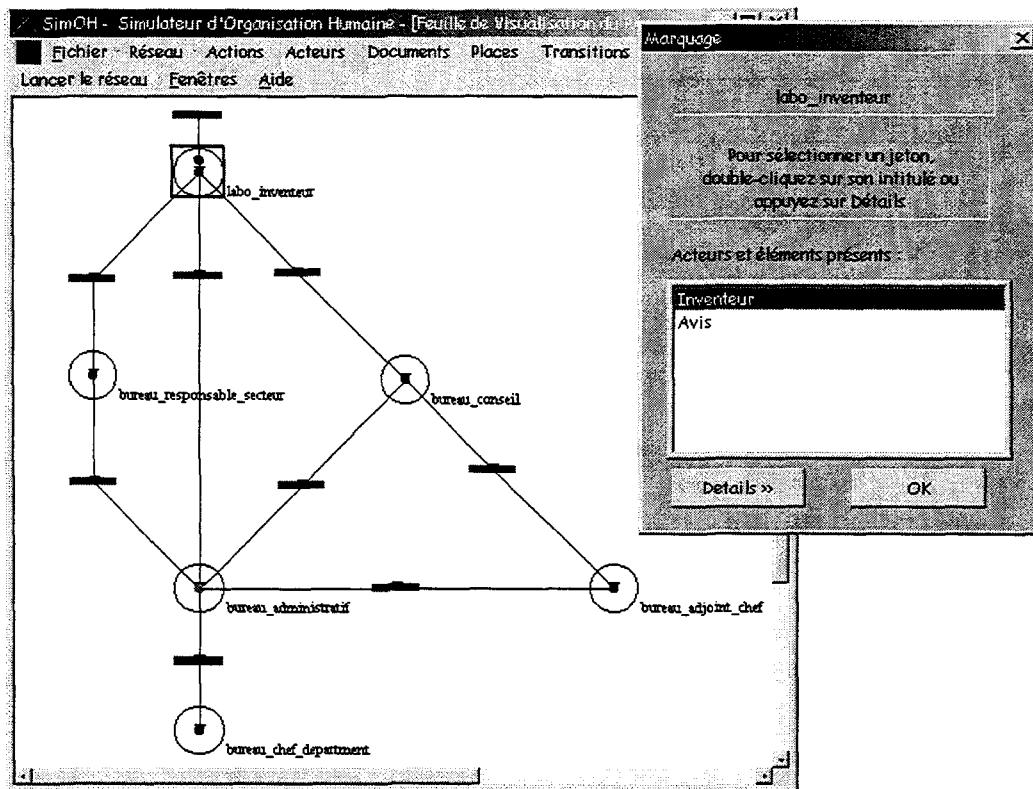 SimOH - Simulateur d'Organisation Humaine - [Feuille de Visualisation du
Fichier Réseau Actions Acteurs Documents Places Transitions
Lancer le réseau Fenêtres Aide
labo_inventeur
bureau_responsable_secteur
bureau_conseil
bureau_administratif
bureau_adjoint_chef
bureau_chef_department
Marquage
labo_inventeur
Pour sélectionner un jeton,
double-cliquez sur son intitulé ou
appuyez sur Détails
Acteurs et éléments présents :
Inventeur
Avis
Details »
OK